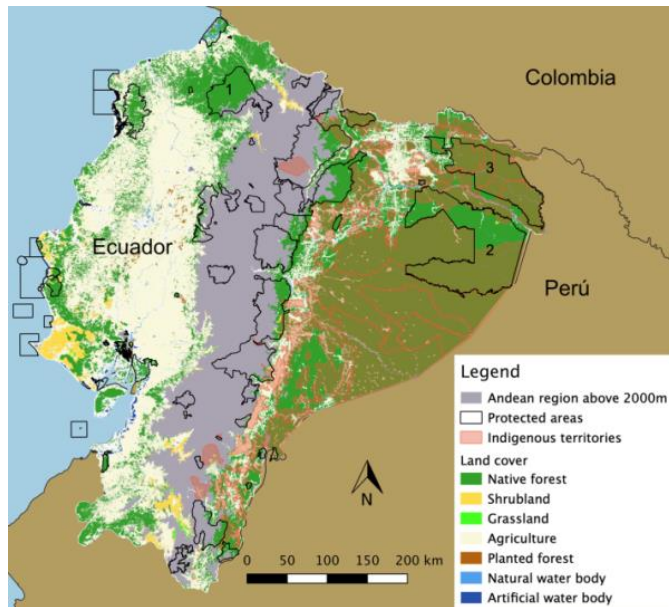 Colombia
1
3
Ecuador
2
Perú
Legend
Andean region above 2000m
Protected areas
Indigenous territories
Land cover
Native forest
Shrubland
Grassland
Agriculture
Planted forest
Natural water body
Artificial water body
N
0 50 100 150 200 km